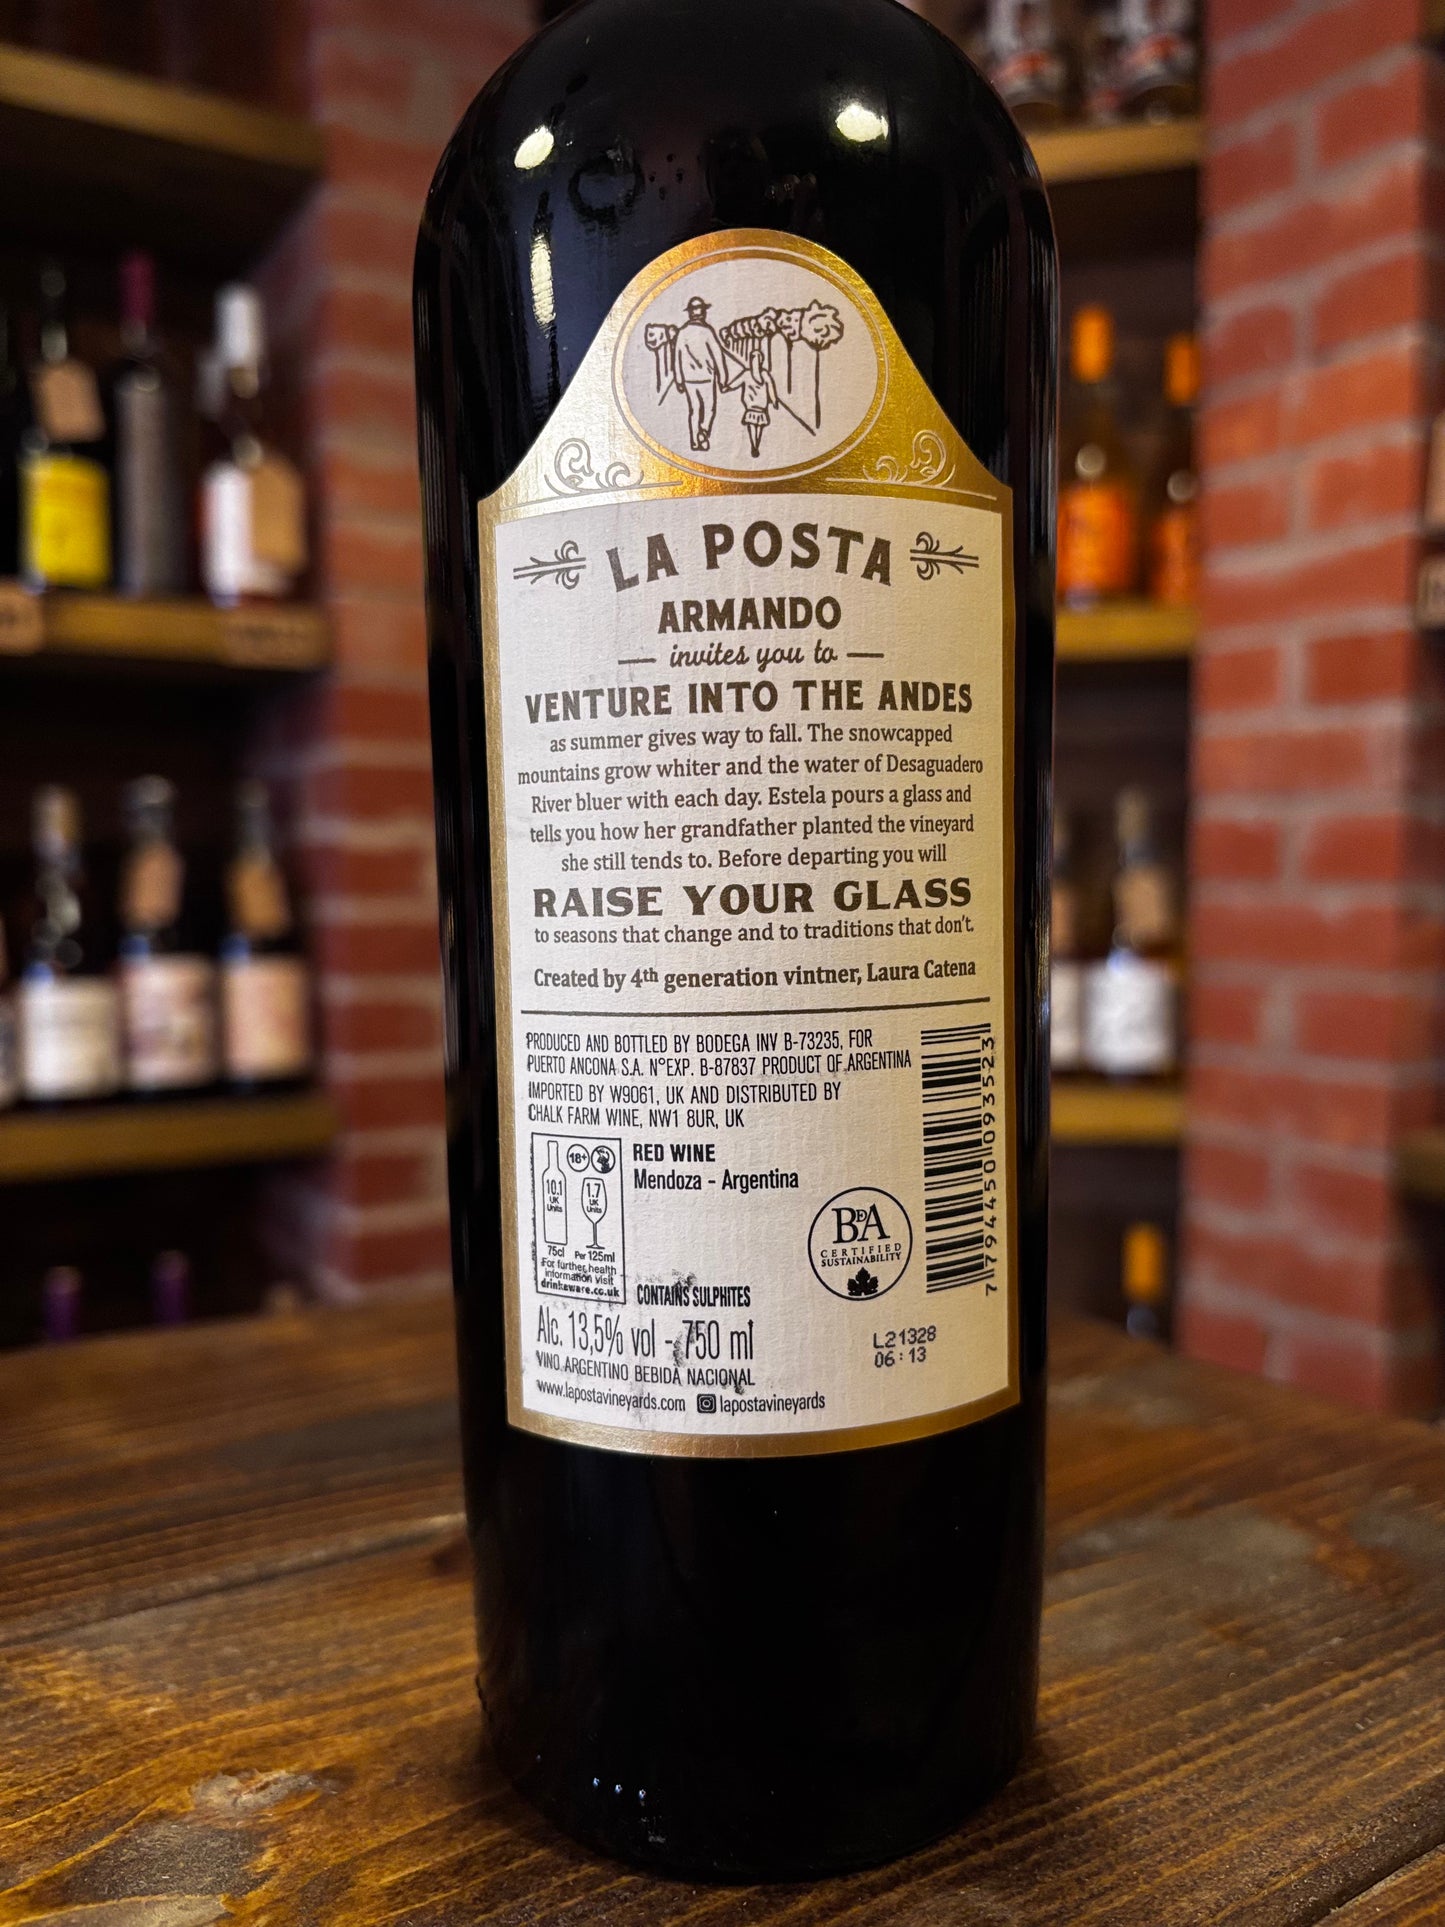 LA POSTA
ARMANDO
invites you to
VENTURE INTO THE ANDES
as summer gives way to fall. The snowcapped
mountains grow whiter and the water of Desaguadero
River bluer with each day. Estela pours a glass and
tells you how her grandfather planted the vineyard
she still tends to. Before departing you will
RAISE YOUR GLASS
to seasons that change and to traditions that don't.
Created by 4th generation vintner, Laura Catena
PRODUCED AND BOTTLED BY BODEGA INV B-73235, FOR
PUERTO ANCONA S.A. N°EXP. B-87837 PRODUCT OF ARGENTINA
IMPORTED BY W9061, UK AND DISTRIBUTED BY
CHALK FARM WINE, NW1 8UR, UK
18+
10.1
UK
Units
1.7
UK
Units
75cl Per 125ml
For further health
information visit
drinkaware.co.uk
RED WINE
Mendoza - Argentina
CONTAINS SULPHITES
BDEA
CERTIFIED
SUSTAINABILITY
7 794450 093523
Alc. 13,5% vol - 750 ml
VINO ARGENTINO BEBIDA NACIONAL
www.lapostavineyards.com lapostavineyards
L21328
06:13